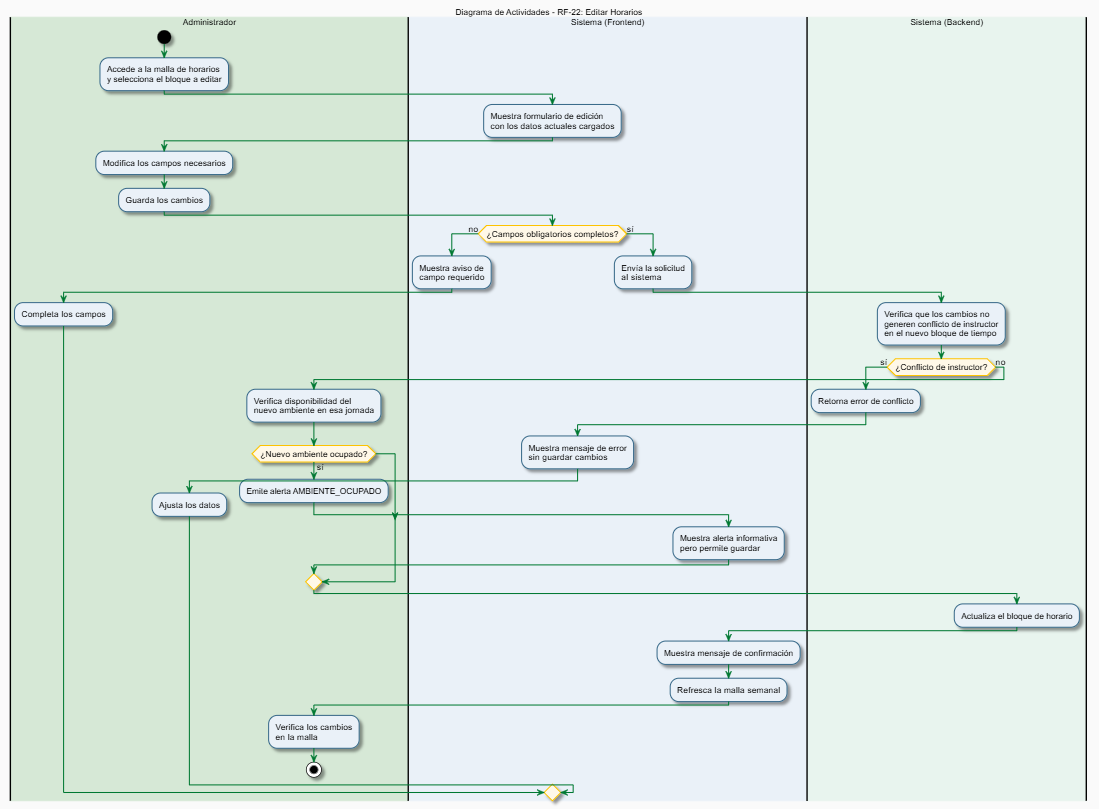 Diagrama de Actividades - RF-22: Editar Horarios
Administrador
Sistema (Frontend)
Sistema (Backend)
Accede a la malla de horarios
y selecciona el bloque a editar
Muestra formulario de edición
con los datos actuales cargados
Modifica los campos necesarios
Guarda los cambios
¿Campos obligatorios completos?
no
sí
Muestra aviso de
campo requerido
Envía la solicitud
al sistema
Completa los campos
Verifica que los cambios no
generen conflicto de instructor
en el nuevo bloque de tiempo
¿Conflicto de instructor?
sí
no
Verifica disponibilidad del
nuevo ambiente en esa jornada
Retorna error de conflicto
¿Nuevo ambiente ocupado?
sí
Muestra mensaje de error
sin guardar cambios
Emite alerta AMBIENTE_OCUPADO
Ajusta los datos
Muestra alerta informativa
pero permite guardar
Actualiza el bloque de horario
Muestra mensaje de confirmación
Refresca la malla semanal
Verifica los cambios
en la malla